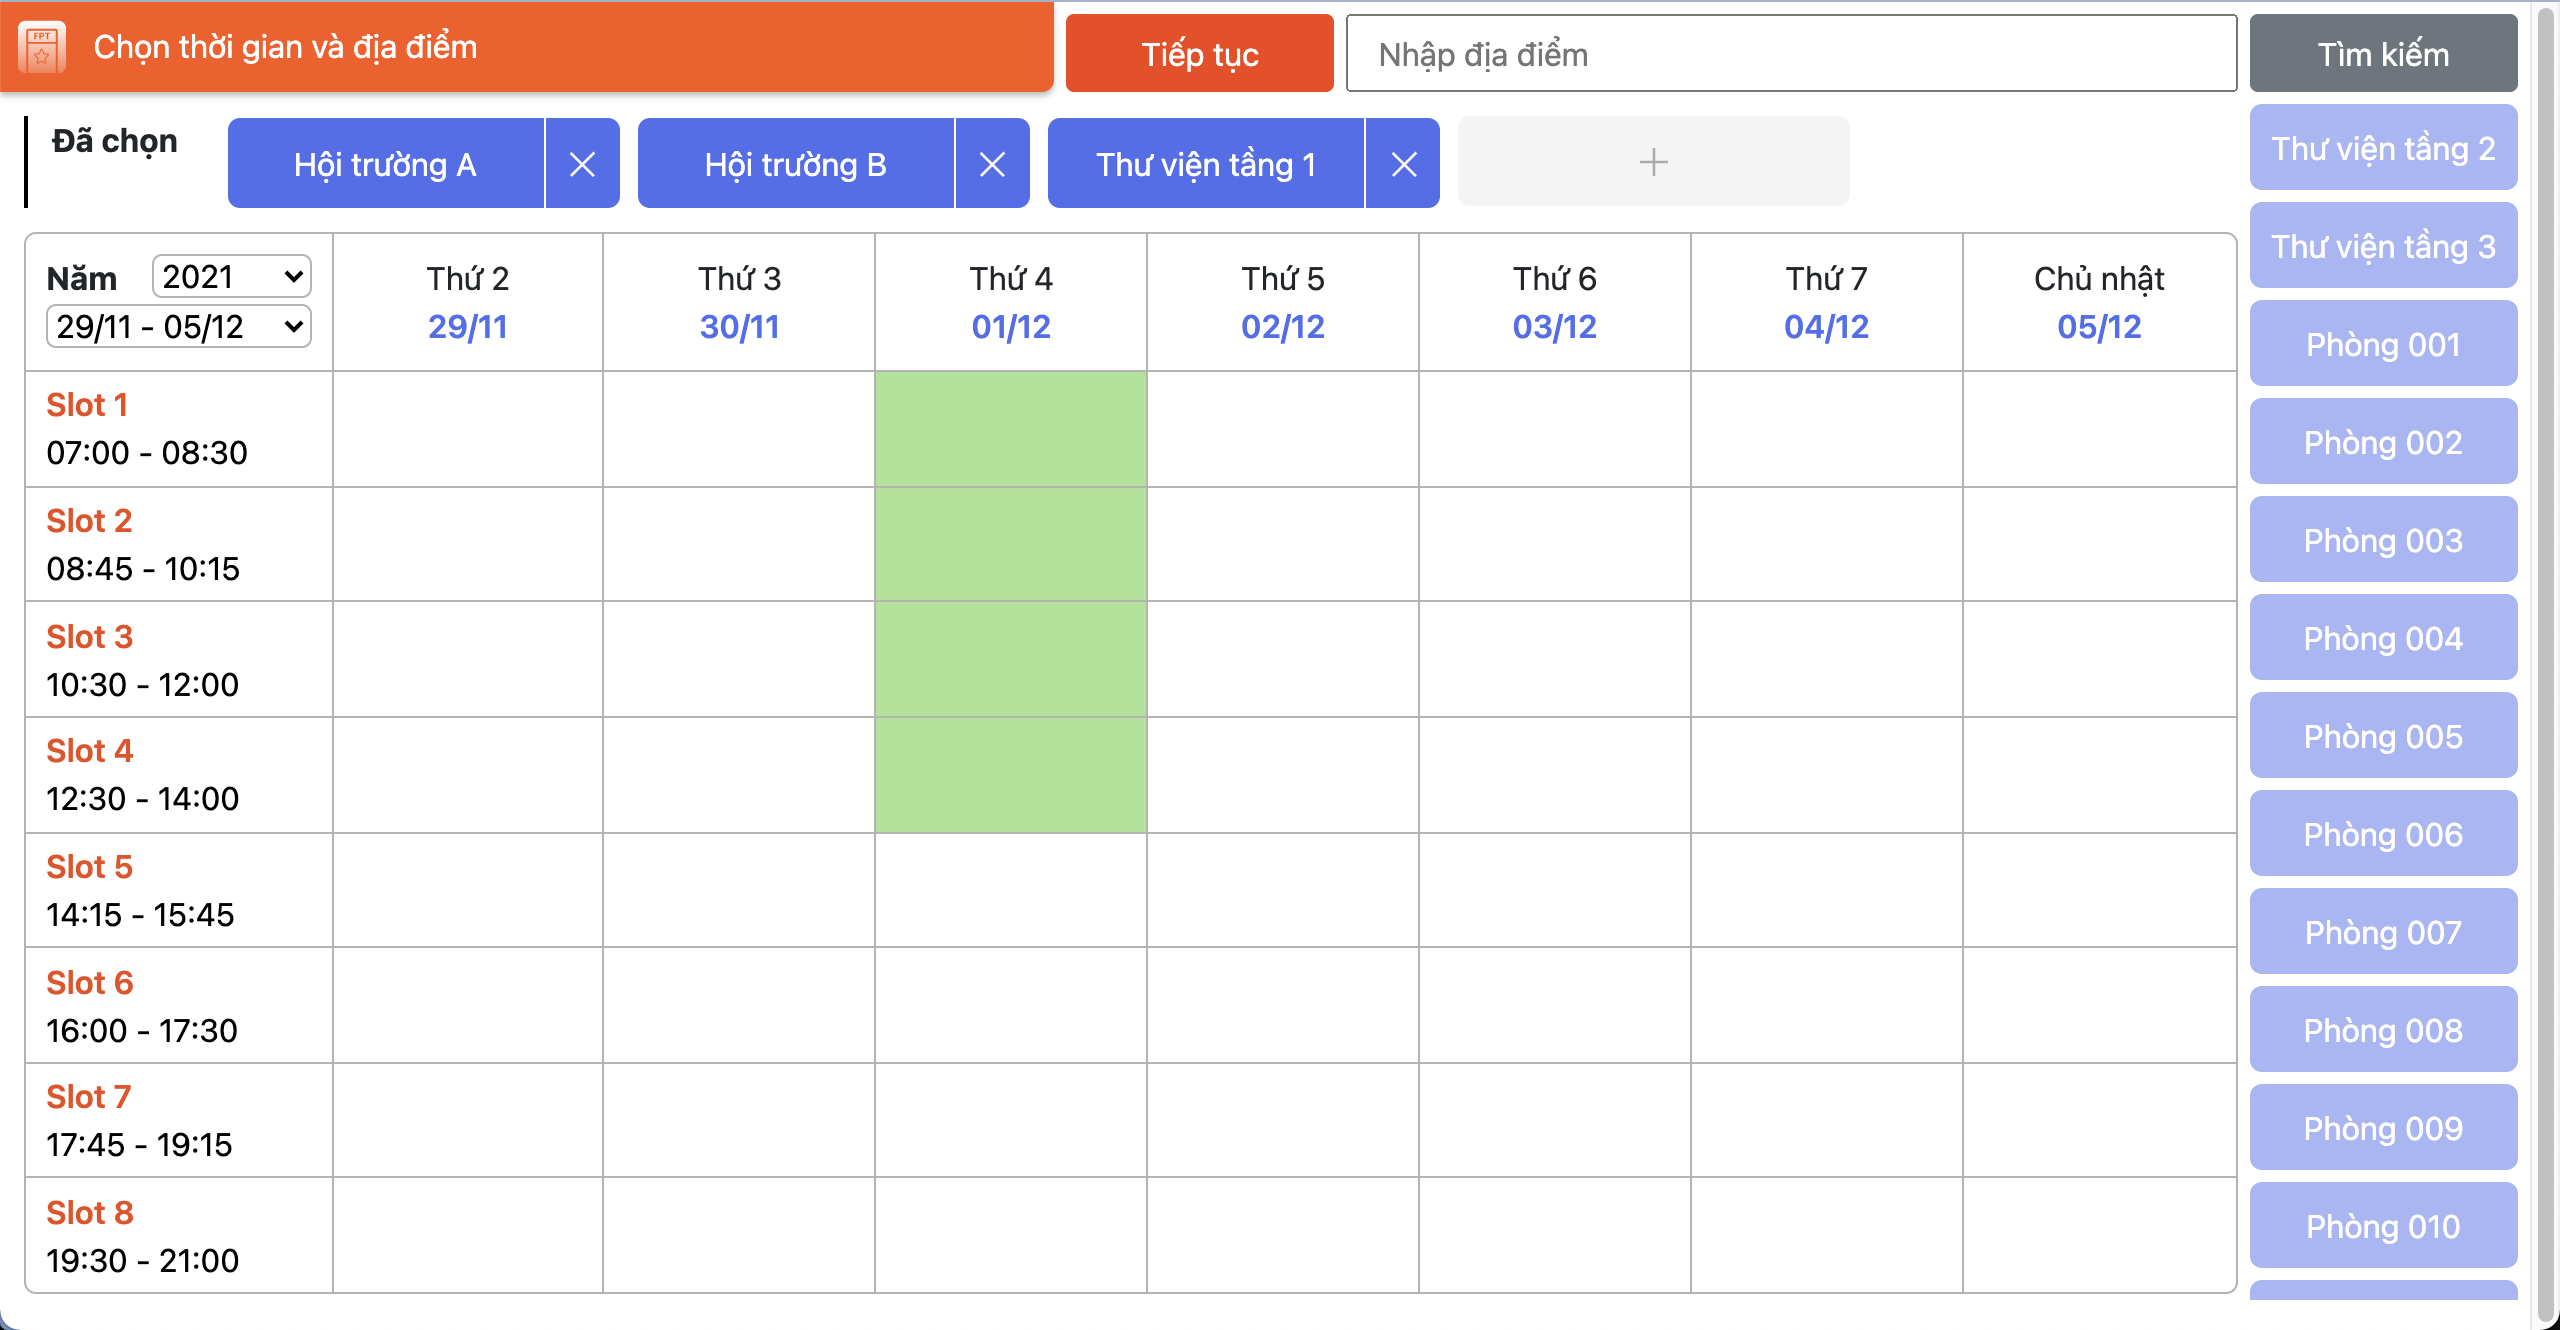 FPT
Chọn thời gian và địa điểm
Tiếp tục
Nhập địa điểm
Tìm kiếm
Đã chọn
Hội trường A
Hội trường B
Thư viện tầng 1
+
Năm 2021
29/11 - 05/12
Thứ 2
29/11
Thứ 3
30/11
Thứ 4
01/12
Thứ 5
02/12
Thứ 6
03/12
Thứ 7
04/12
Chủ nhật
05/12
Slot 1
07:00 - 08:30
Slot 2
08:45 - 10:15
Slot 3
10:30 - 12:00
Slot 4
12:30 - 14:00
Slot 5
14:15 - 15:45
Slot 6
16:00 - 17:30
Slot 7
17:45 - 19:15
Slot 8
19:30 - 21:00
Thư viện tầng 2
Thư viện tầng 3
Phòng 001
Phòng 002
Phòng 003
Phòng 004
Phòng 005
Phòng 006
Phòng 007
Phòng 008
Phòng 009
Phòng 010